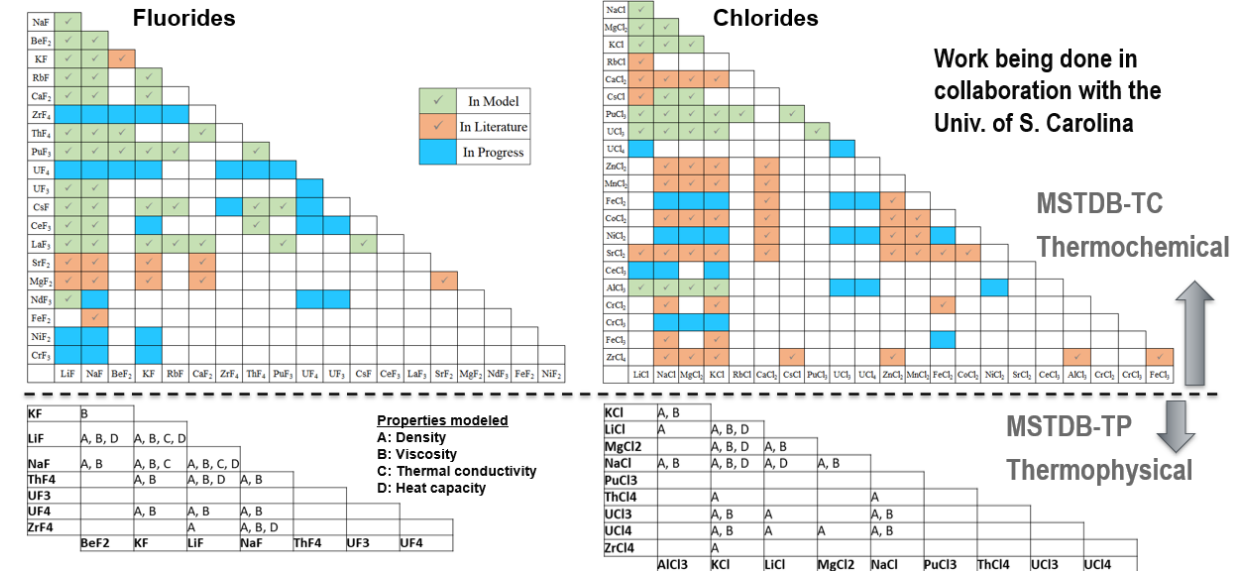 Fluorides
NaF
BeF₂
KF
RbF
CaF₂
ZrF₄
ThF₄
PuF₃
UF₄
UF₃
CsF
CeF₃
LaF₃
SrF₂
MgF₂
NdF₃
FeF₂
NiF₂
CrF₃
LiF NaF BeF₂ KF RbF CaF₂ ZrF₄ ThF₄ PuF₃ UF₄ UF₃ CsF CeF₃ LaF₃ SrF₂ MgF₂ NdF₃ FeF₂ NiF₂
✓ In Model
✓ In Literature
In Progress
Chlorides
NaCl
MgCl₂
KCl
RbCl
CaCl₂
CsCl
PuCl₃
UCl₃
UCl₄
ZnCl₂
MnCl₂
FeCl₂
CoCl₂
NiCl₂
SrCl₂
CeCl₃
AlCl₃
CrCl₂
CrCl₃
FeCl₃
ZrCl₄
LiCl NaCl MgCl₂ KCl RbCl CaCl₂ CsCl PuCl₃ UCl₃ UCl₄ ZnCl₂ MnCl₂ FeCl₂ CoCl₂ NiCl₂ SrCl₂ CeCl₃ AlCl₃ CrCl₂ CrCl₃ FeCl₃
Work being done in
collaboration with the
Univ. of S. Carolina
MSTDB-TC
Thermochemical
KF B
LiF A, B, D A, B, C, D
NaF A, B A, B, C A, B, C, D
ThF4 A, B A, B, D A, B
UF3
UF4 A, B A, B A, B
ZrF4 A A, B, D
BeF2 KF LiF NaF ThF4 UF3 UF4
Properties modeled
A: Density
B: Viscosity
C: Thermal conductivity
D: Heat capacity
KCl A, B
LiCl A A, B, D
MgCl2 A, B, D A, B
NaCl A, B A, B, D A, D A, B
PuCl3
ThCl4 A A
UCl3 A, B A A, B
UCl4 A, B A A A, B
ZrCl4 A
AlCl3 KCl LiCl MgCl2 NaCl PuCl3 ThCl4 UCl3 UCl4
MSTDB-TP
Thermophysical